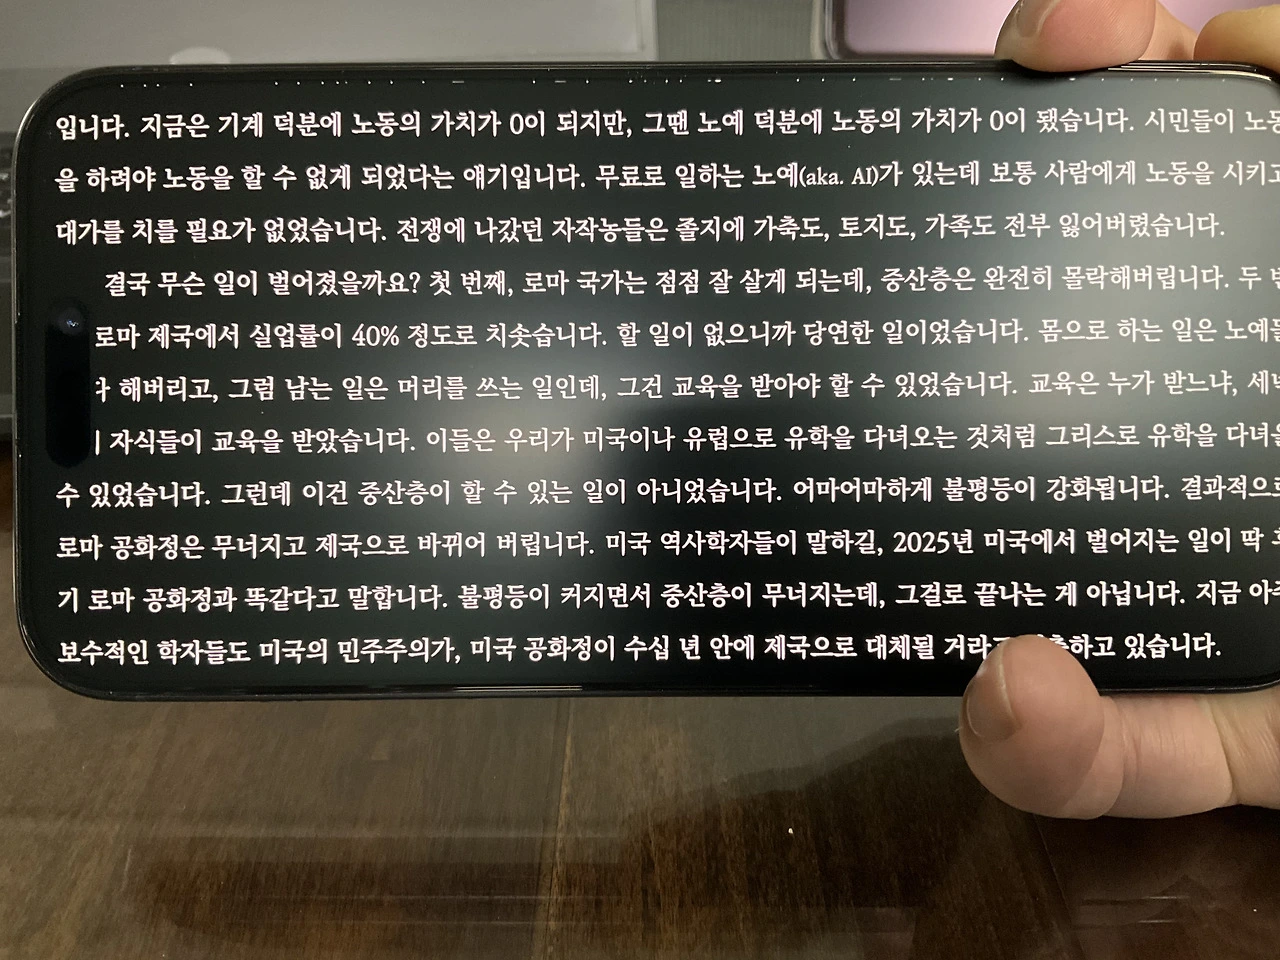 입니다. 지금은 기계 덕분에 노동의 가치가 0이 되지만, 그땐 노예 덕분에 노동의 가치가 0이 됐습니다. 시민들이
을 하려야 노동을 할 수 없게 되었다는 얘기입니다. 무료로 일하는 노예(aka. AI)가 있는데 보통 사람에게 노동을 시키고
대가를 치를 필요가 없었습니다. 전쟁에 나갔던 자작농들은 졸지에 가축도, 토지도, 가족도 전부 잃어버렸습니다.
결국 무슨 일이 벌어졌을까요? 첫 번째, 로마 국가는 점점 잘 살게 되는데, 중산층은 완전히 몰락해버립니다. 두
로마 제국에서 실업률이 40% 정도로 치솟습니다. 할 일이 없으니까 당연한 일이었습니다. 몸으로 하는 일은
해버리고, 그럼 남는 일은 머리를 쓰는 일인데, 그건 교육을 받아야 할 수 있었습니다. 교육은 누가 받느냐,
자식들이 교육을 받았습니다. 이들은 우리가 미국이나 유럽으로 유학을 다녀오는 것처럼 그리스로 유학을
수 있었습니다. 그런데 이건 중산층이 할 수 있는 일이 아니었습니다. 어마어마하게 불평등이 강화됩니다. 결과적으로
로마 공화정은 무너지고 제국으로 바뀌어 버립니다. 미국 역사학자들이 말하길, 2025년 미국에서 벌어지는 일이 딱
기 로마 공화정과 똑같다고 말합니다. 불평등이 커지면서 중산층이 무너지는데, 그걸로 끝나는 게 아닙니다. 지금
보수적인 학자들도 미국의 민주주의가, 미국 공화정이 수십 년 안에 제국으로 대체될 있습니다.